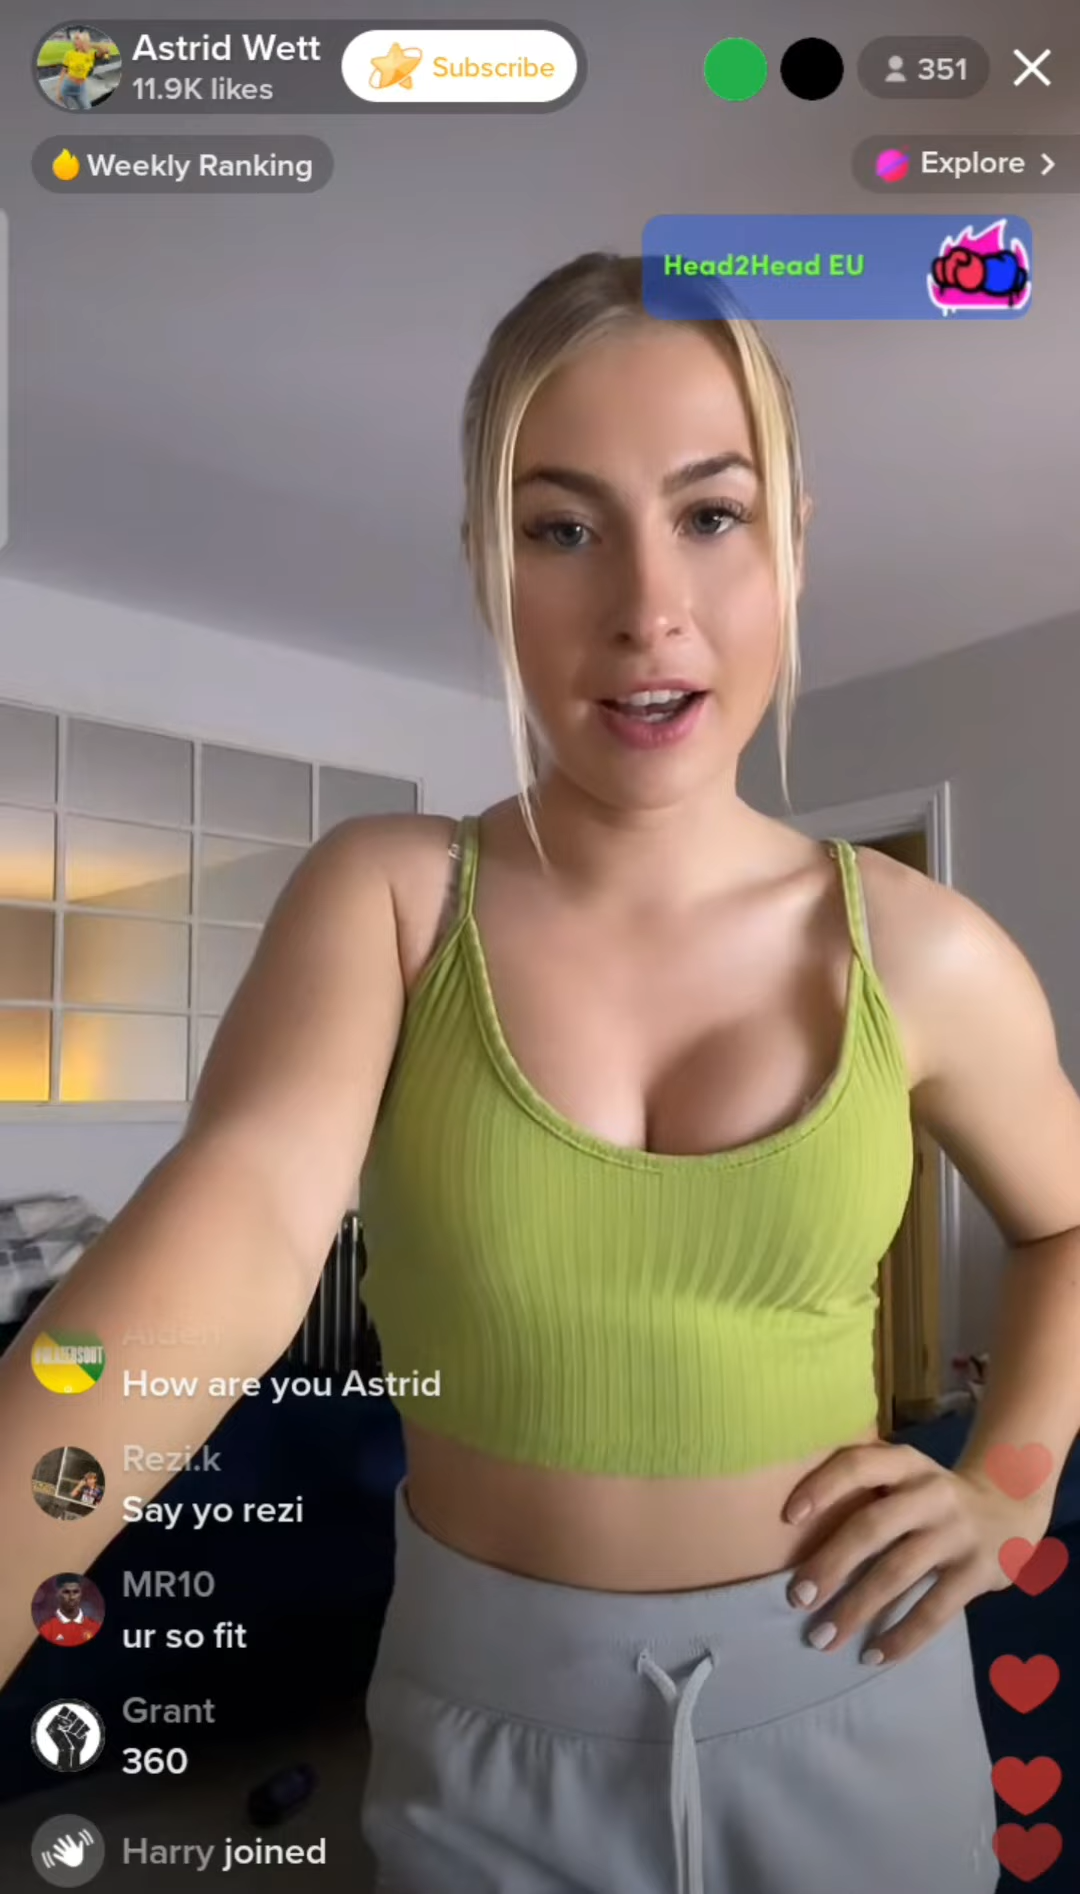 Astrid Wett
11.9K likes
Subscribe
351
Weekly Ranking
Explore
Head2Head EU
Aiden
How are you Astrid
Rezi.k
Say yo rezi
MR10
ur so fit
Grant
360
Harry joined